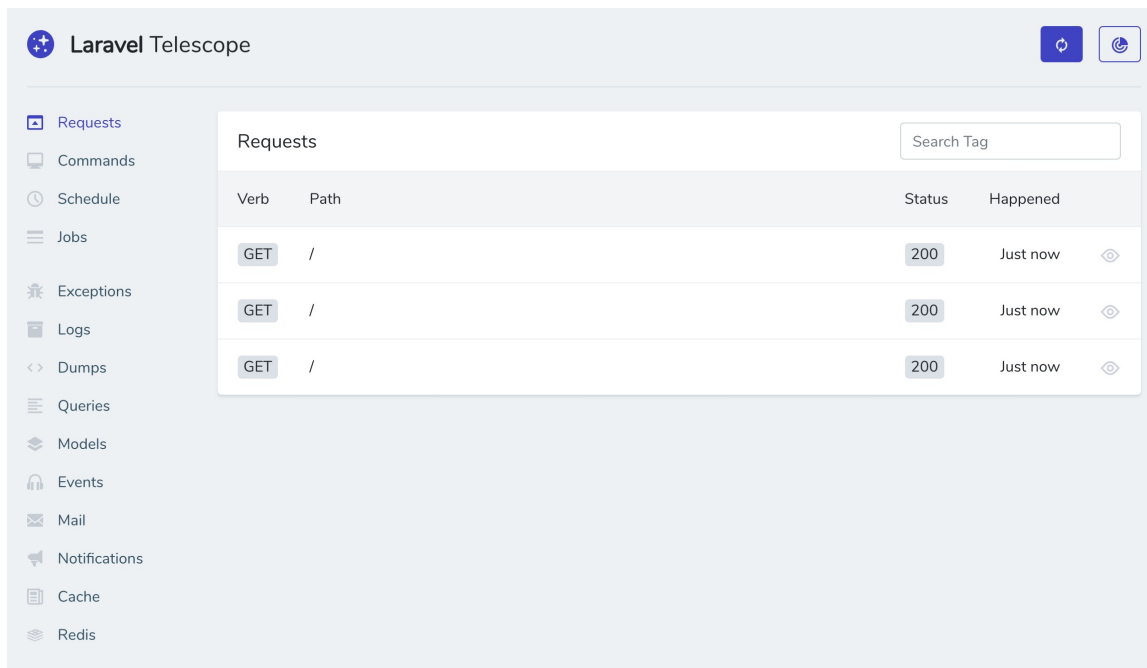 Laravel Telescope
Requests
Commands
Schedule
Jobs
Exceptions
Logs
Dumps
Queries
Models
Events
Mail
Notifications
Cache
Redis
Requests
Search Tag
Verb Path Status Happened
GET / 200 Just now
GET / 200 Just now
GET / 200 Just now